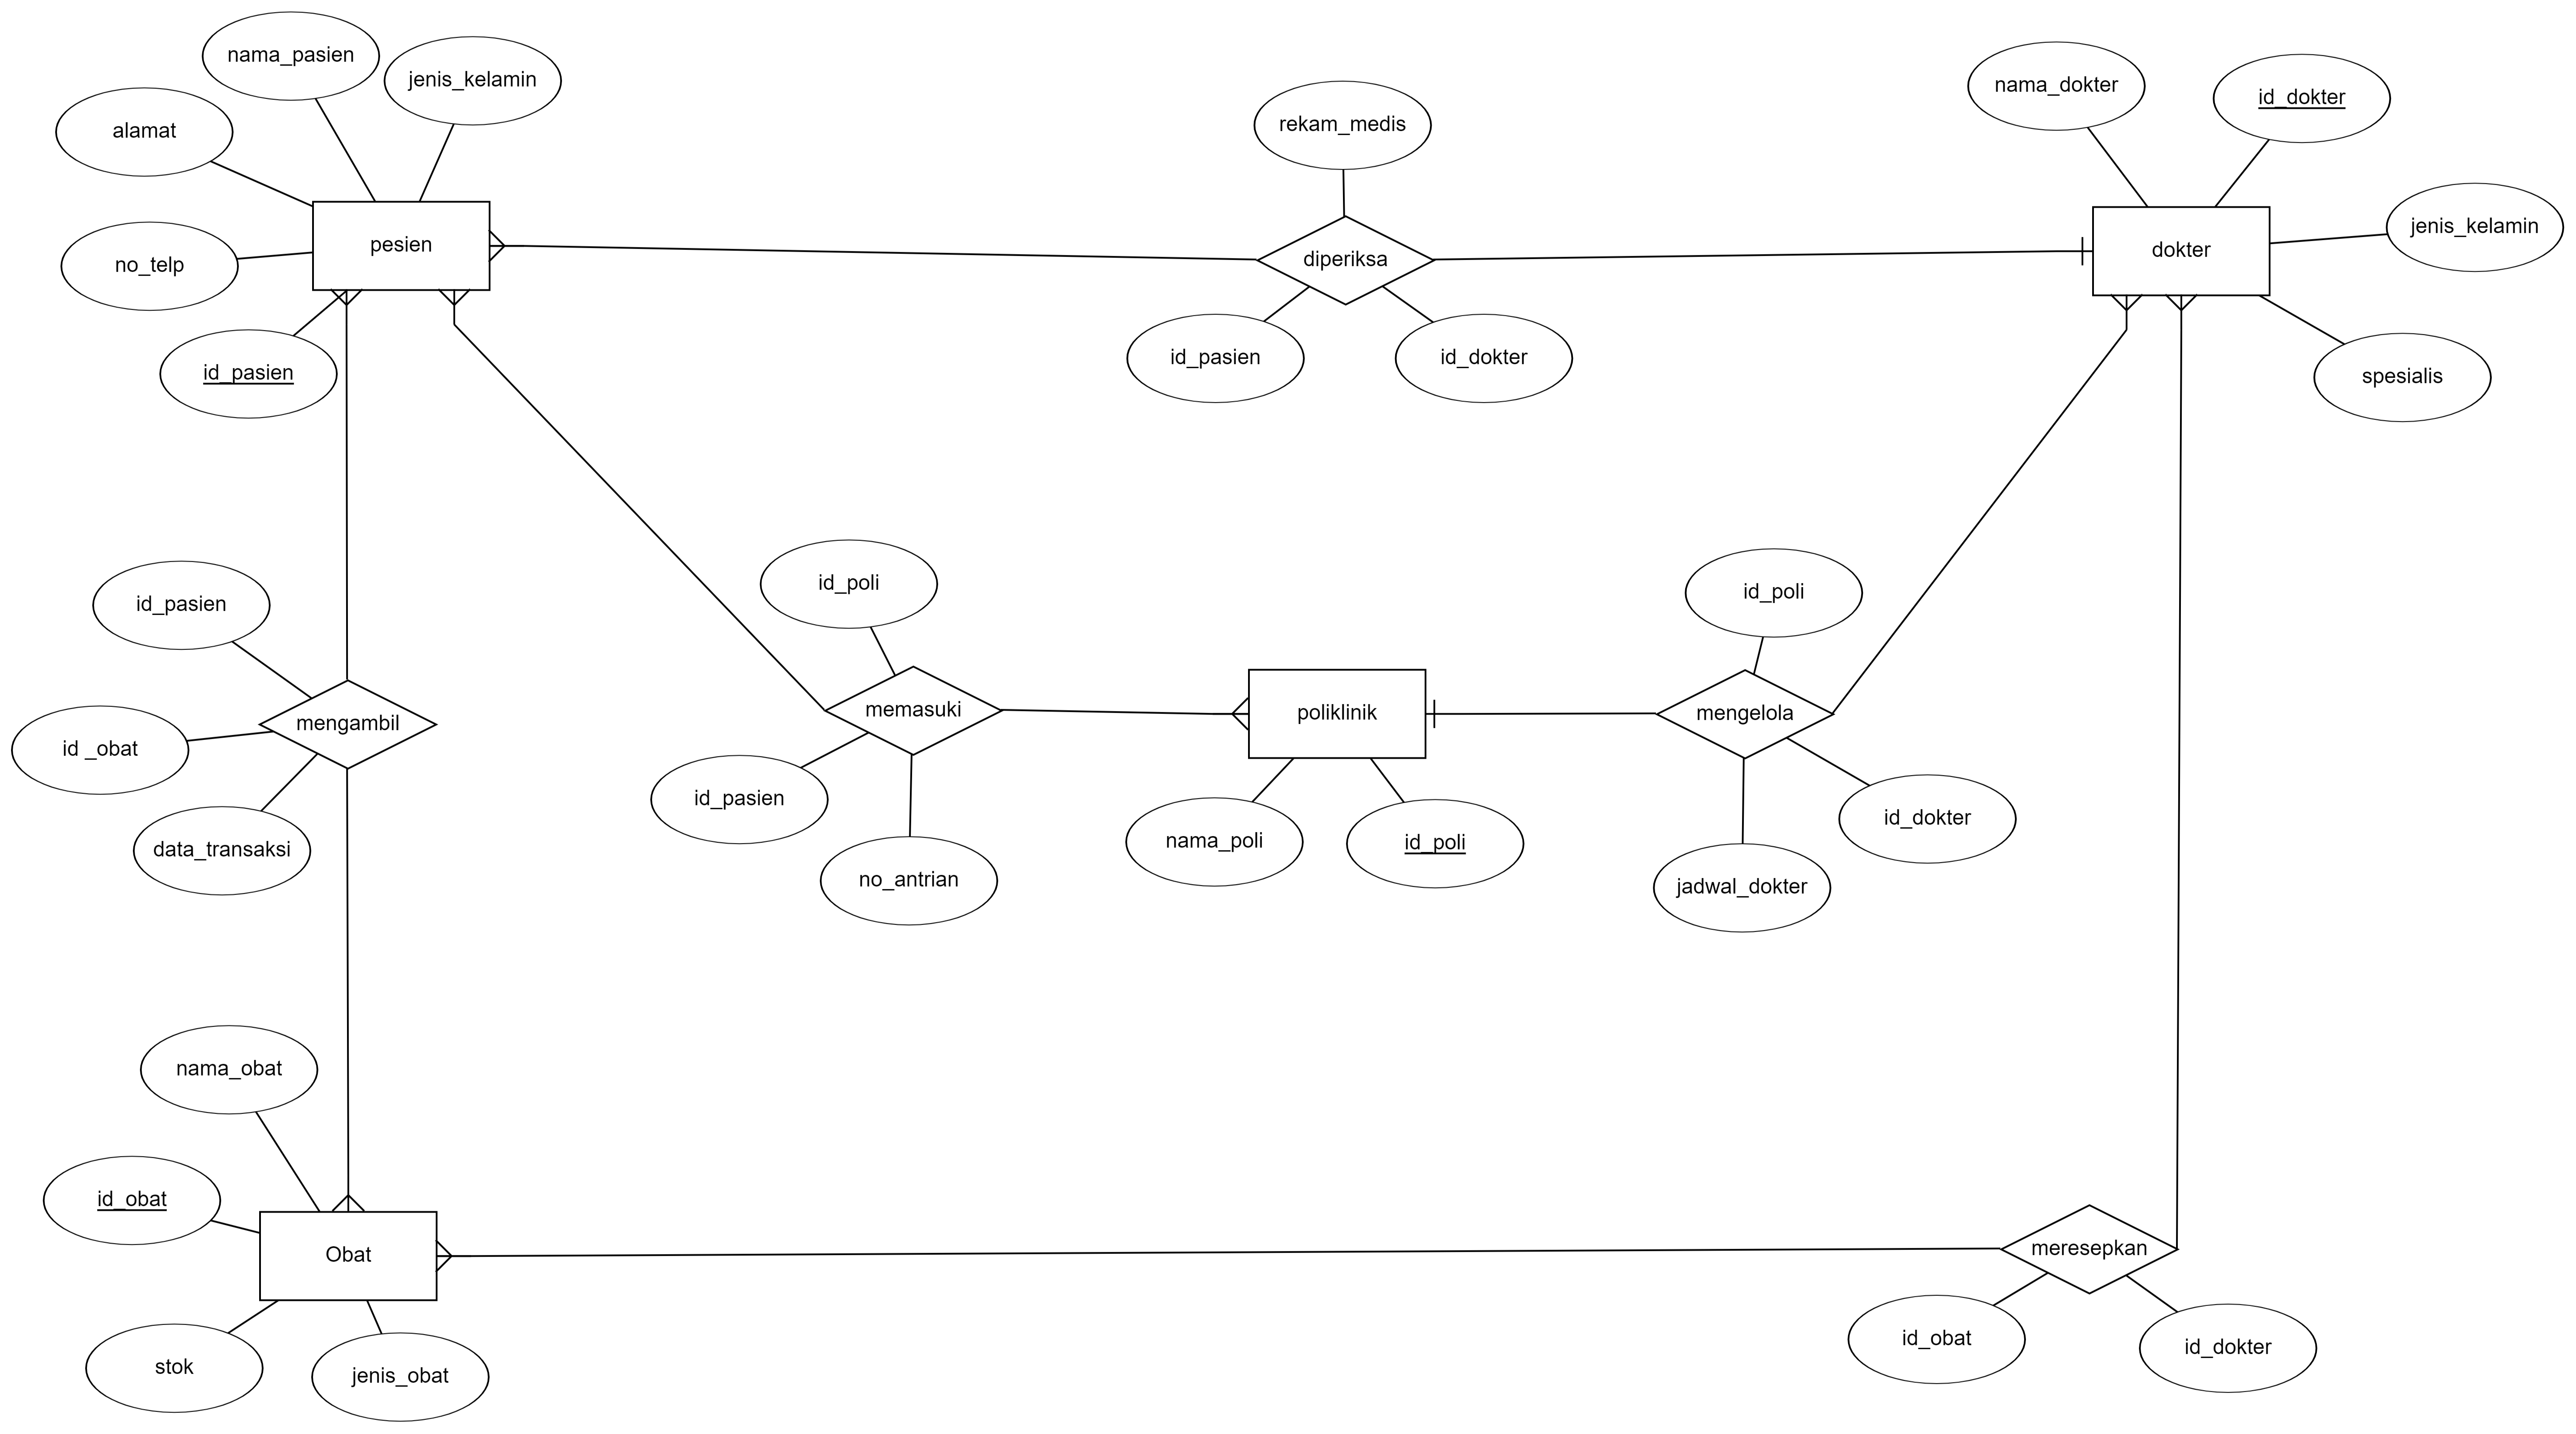 nama_pasien
jenis_kelamin
alamat
no_telp
id_pasien
pesien
rekam_medis
diperiksa
id_pasien
id_dokter
nama_dokter
id_dokter
jenis_kelamin
dokter
spesialis
id_pasien
id _obat
data_transaksi
mengambil
id_poli
memasuki
id_pasien
no_antrian
poliklinik
nama_poli
id_poli
id_poli
mengelola
id_dokter
jadwal_dokter
nama_obat
id_obat
Obat
stok
jenis_obat
meresepkan
id_obat
id_dokter